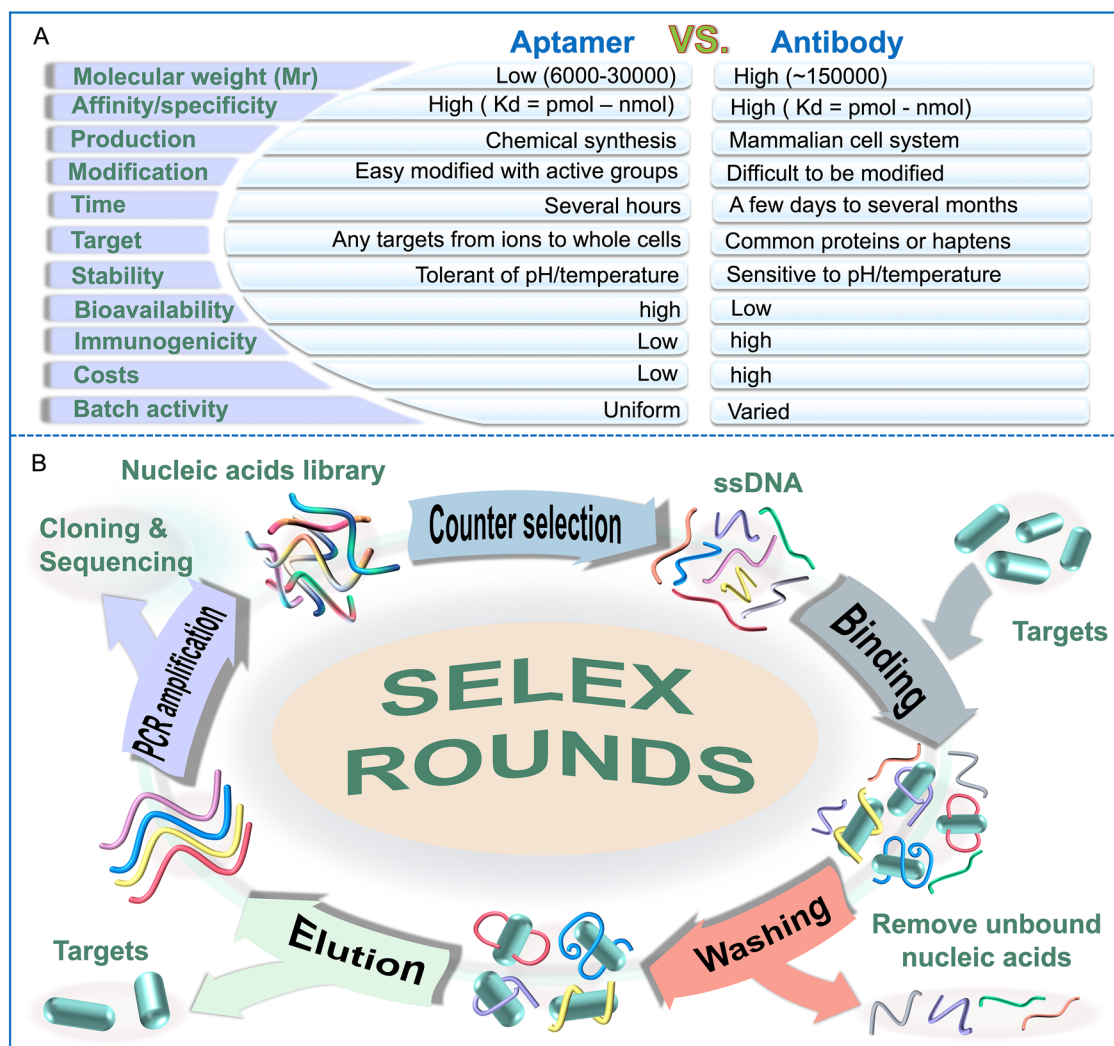 A
Aptamer VS. Antibody
Molecular weight (Mr) Low (6000-30000) High (~150000)
Affinity/specificity High ( Kd = pmol – nmol) High ( Kd = pmol - nmol)
Production Chemical synthesis Mammalian cell system
Modification Easy modified with active groups Difficult to be modified
Time Several hours A few days to several months
Target Any targets from ions to whole cells Common proteins or haptens
Stability Tolerant of pH/temperature Sensitive to pH/temperature
Bioavailability high Low
Immunogenicity Low high
Costs Low high
Batch activity Uniform Varied
B
Nucleic acids library
Counter selection
ssDNA
Cloning &
Sequencing
Targets
Binding
PCR amplification
SELEX
ROUNDS
Washing
Remove unbound
nucleic acids
Elution
Targets